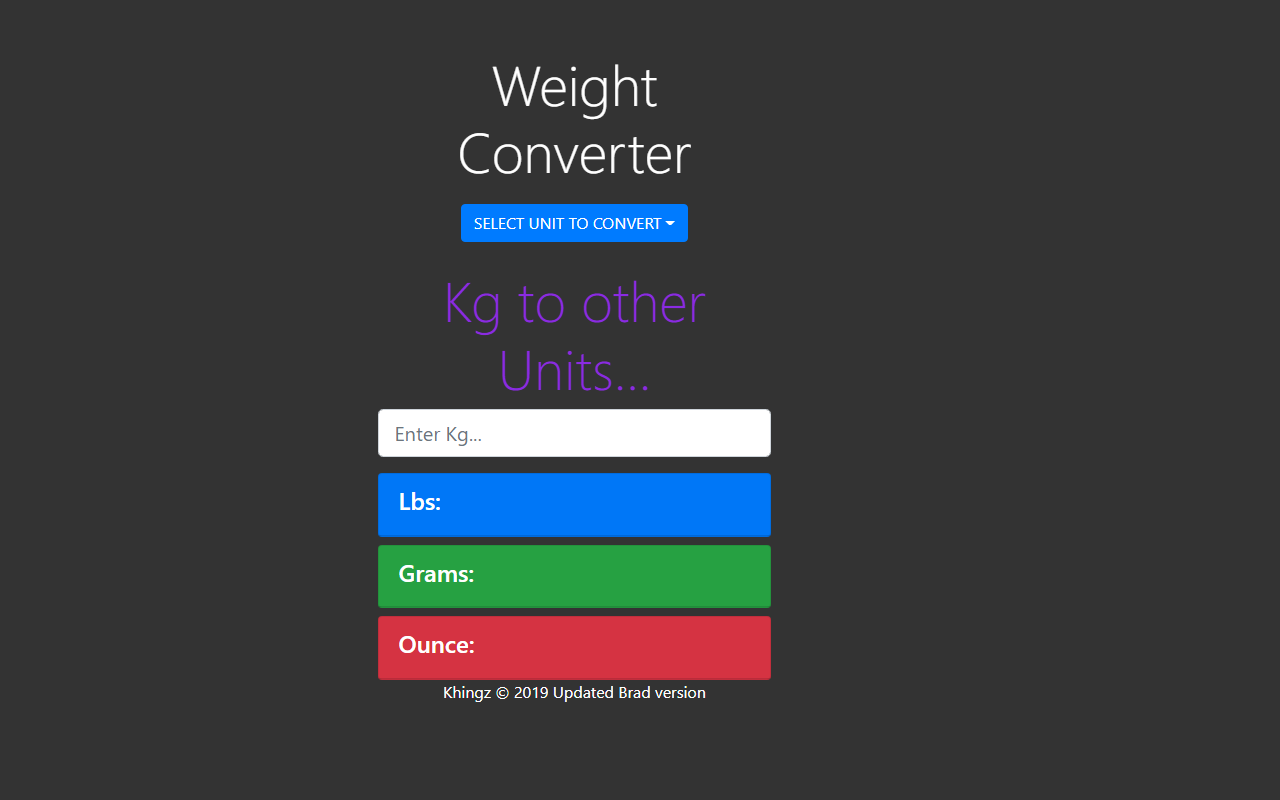 Weight
Converter
SELECT UNIT TO CONVERT
Kg to other
Units...
Enter Kg...
Lbs:
Grams:
Ounce:
Khingz © 2019 Updated Brad version